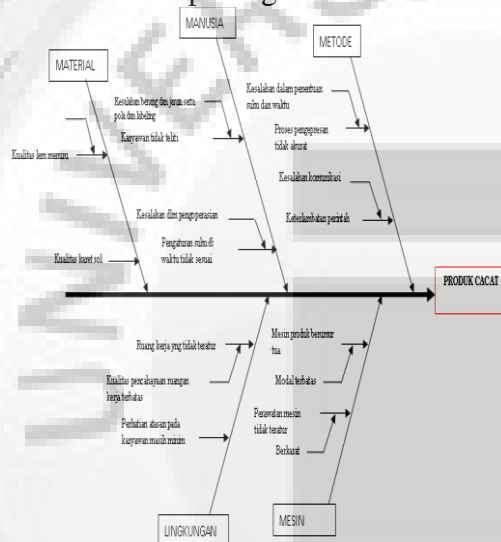 MANUSIA
METODE
MATERIAL
Kesalahan benang dan jarum serta
pola dan labeling
Karyawan tidak teliti
Kesalahan dalam penentuan
suhu dan waktu
Proses pengepresan
tidak akurat
Kualitas lem menurun
Kesalahan komunikasi
Keterlambatan perintah
Kesalahan dlm pengoperasian
Pengaturan suhu &
waktu tidak sesuai
Kualitas karet sol
PRODUK CACAT
Ruang kerja yng tidak teratur
Kualitas pencahayaan ruangan
kerja terbatas
Perhatian atasan pada
karyawan masih minim
Mesin produk berumur
tua
Modal terbatas
Perawatan mesin
tidak teratur
Berkarat
LINGKUNGAN
MESIN